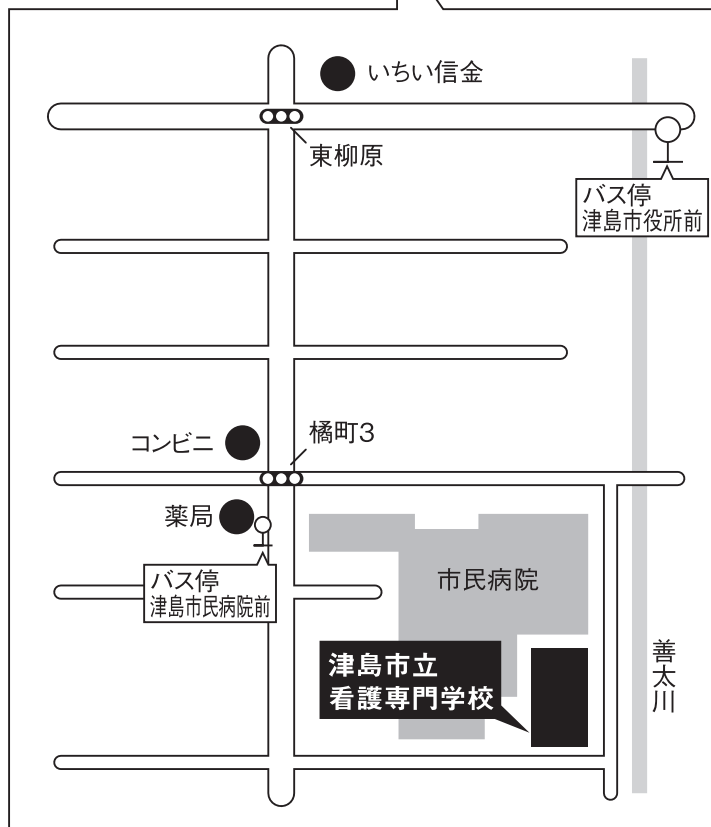 いちい信金
東柳原
バス停
津島市役所前
橘町3
コンビニ
薬局
バス停
津島市民病院前
市民病院
津島市立
看護専門学校
善太川